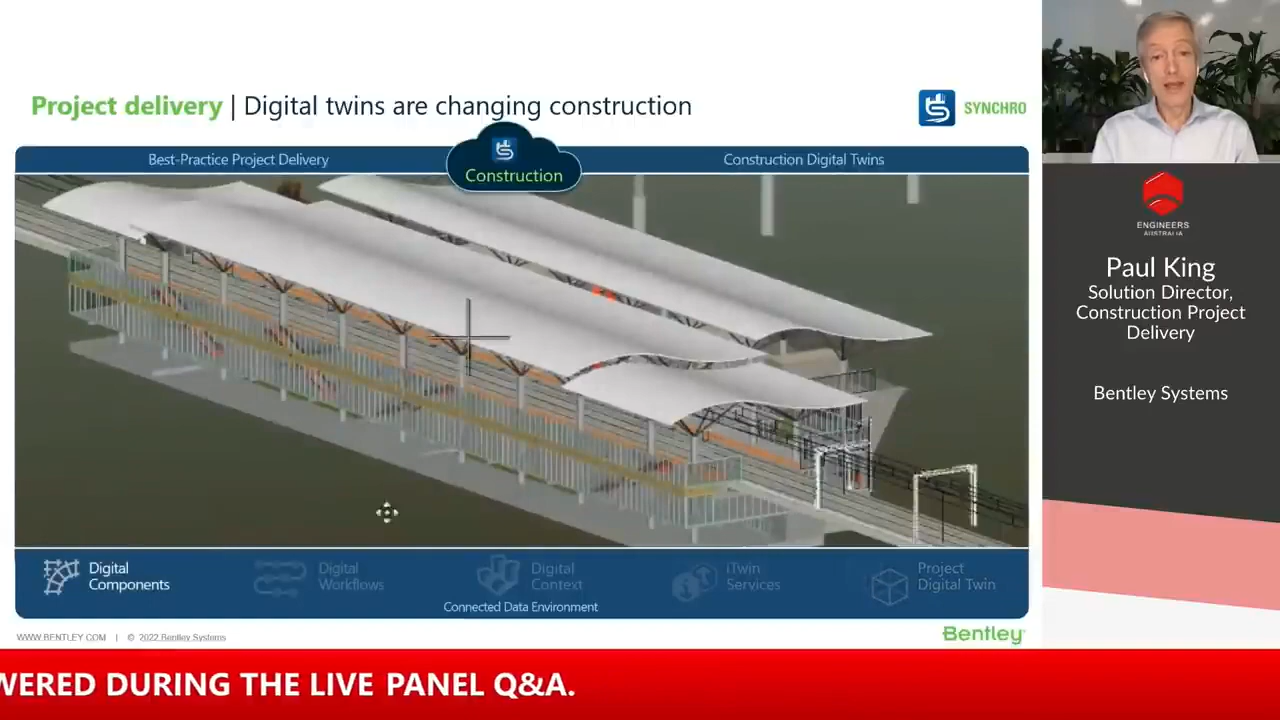 Project delivery | Digital twins are changing construction
SYNCHRO
Best-Practice Project Delivery
Construction
Construction Digital Twins
Digital
Components
Digital
Workflows
Digital
Context
iTwin
Services
Project
Digital Twin
Connected Data Environment
WWW.BENTLEY.COM | © 2022 Bentley Systems
Bentley
ENGINEERS
AUSTRALIA
Paul King
Solution Director,
Construction Project
Delivery
Bentley Systems
WERED DURING THE LIVE PANEL Q&A.